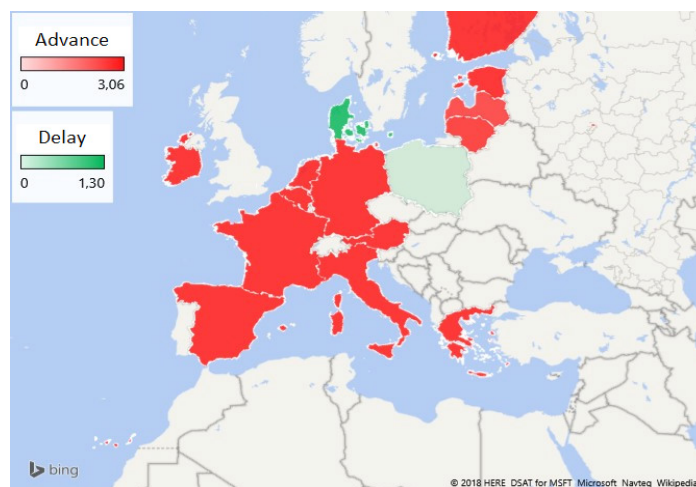 Advance
0 3,06
Delay
0 1,30
bing
© 2018 HERE DSAT for MSFT Microsoft Navteq Wikipedia